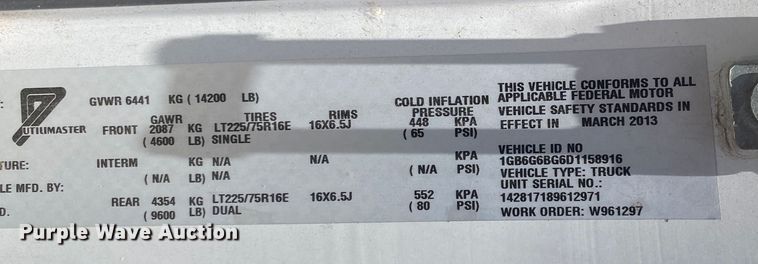 GVWR 6441 KG ( 14200 LB)
UTILIMASTER
GAWR TIRES RIMS COLD INFLATION PRESSURE
FRONT 2087 KG LT225/75R16E 16X6.5J 448 KPA
( 4600 LB) SINGLE ( 65 PSI)
TURE: INTERM KG N/A N/A KPA
( N/A LB) N/A (N/A PSI)
LE MFD. BY:
REAR 4354 KG LT225/75R16E 16X6.5J 552 KPA
D. ( 9600 LB) DUAL ( 80 PSI)
THIS VEHICLE CONFORMS TO ALL
APPLICABLE FEDERAL MOTOR
VEHICLE SAFETY STANDARDS IN
EFFECT IN MARCH 2013
VEHICLE ID NO
1GB6G6BG6D1158916
VEHICLE TYPE: TRUCK
UNIT SERIAL NO.:
142817189612971
WORK ORDER: W961297
Purple Wave Auction